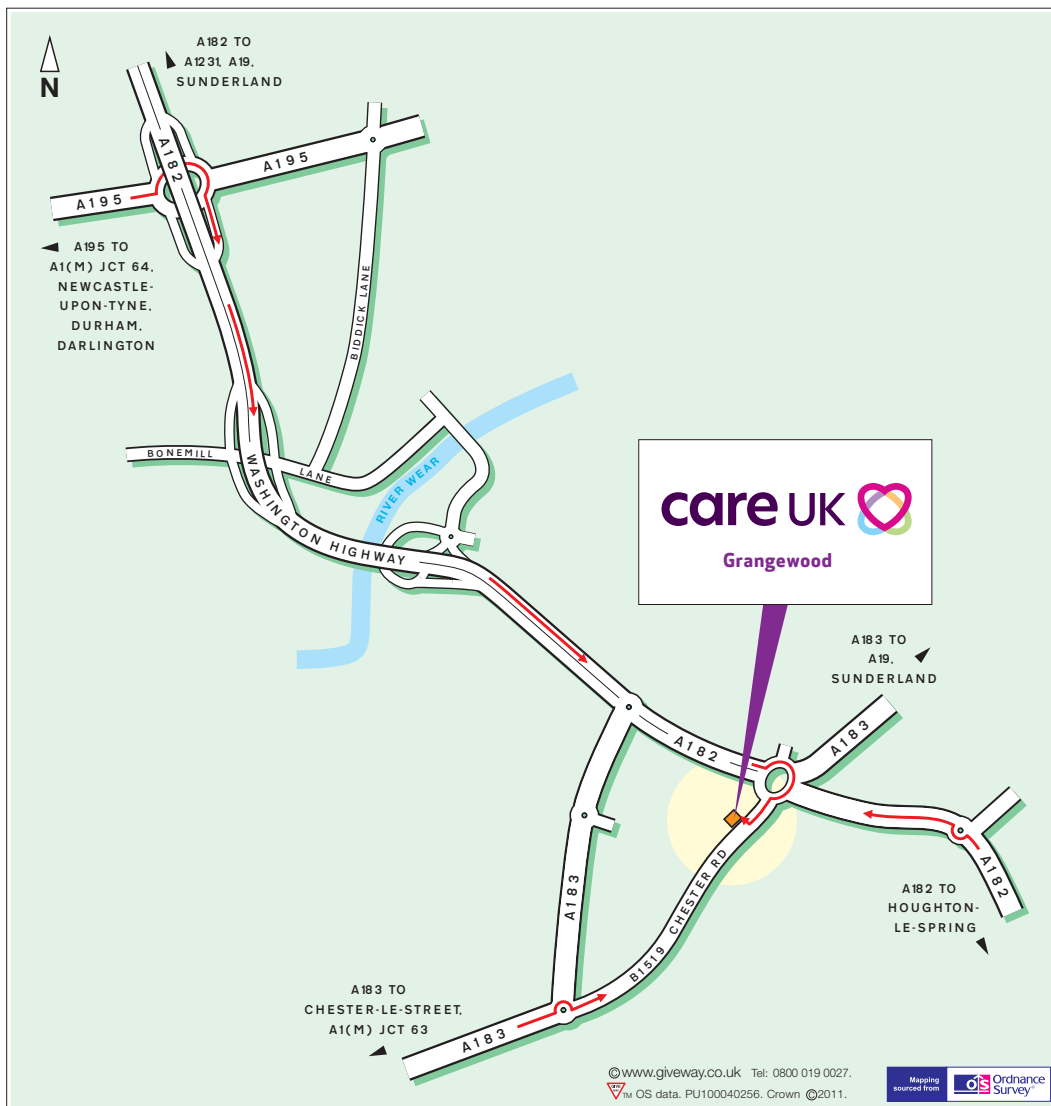 A182 TO
A1231, A19,
SUNDERLAND
N
A182
A195
A195
A195 TO
A1(M) JCT 64,
NEWCASTLE-
UPON-TYNE,
DURHAM,
DARLINGTON
BIDDICK LANE
BONEMILL
LANE
WASHINGTON HIGHWAY
RIVER WEAR
care UK
Grangewood
A183 TO
A19,
SUNDERLAND
A182
A183
A182
A182 TO
HOUGHTON-
LE-SPRING
A183
B1519 CHESTER RD
A183 TO
CHESTER-LE-STREET,
A1(M) JCT 63
A183
©www.giveway.co.uk Tel: 0800 019 0027.
GIVE TM OS data. PU100040256. Crown ©2011.
Mapping
sourced from
OS Ordnance
Survey®